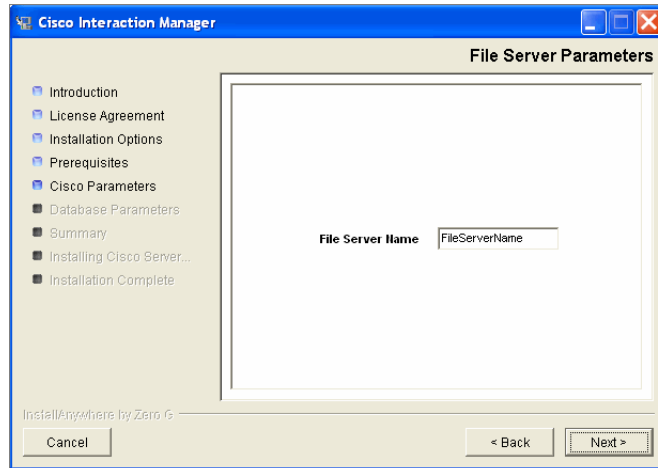 Cisco Interaction Manager
File Server Parameters
Introduction
License Agreement
Installation Options
Prerequisites
Cisco Parameters
Database Parameters
Summary
Installing Cisco Server...
Installation Complete
File Server Name FileServerName
InstallAnywhere by Zero G
Cancel < Back Next >